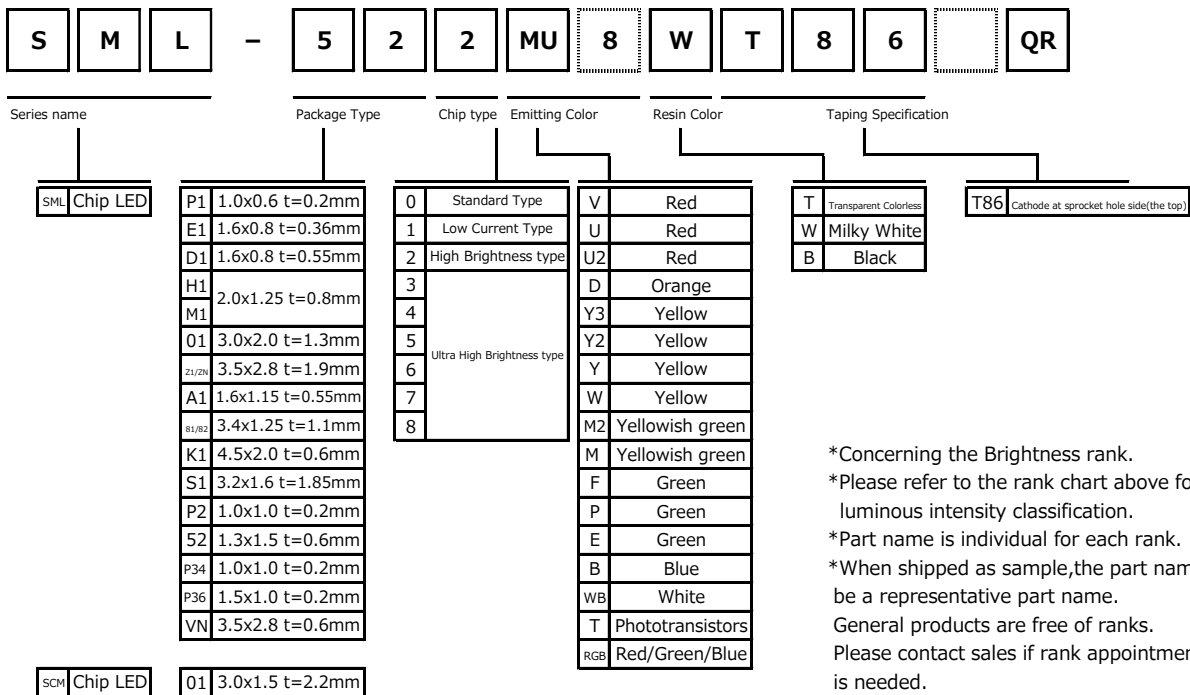 S M L – 5 2 2 MU 8 W T 8 6 QR
Series name Package Type Chip type Emitting Color Resin Color Taping Specification
SML Chip LED
P1 1.0x0.6 t=0.2mm
E1 1.6x0.8 t=0.36mm
D1 1.6x0.8 t=0.55mm
H1 2.0x1.25 t=0.8mm
M1
01 3.0x2.0 t=1.3mm
Z1/ZN 3.5x2.8 t=1.9mm
A1 1.6x1.15 t=0.55mm
81/82 3.4x1.25 t=1.1mm
K1 4.5x2.0 t=0.6mm
S1 3.2x1.6 t=1.85mm
P2 1.0x1.0 t=0.2mm
52 1.3x1.5 t=0.6mm
P34 1.0x1.0 t=0.2mm
P36 1.5x1.0 t=0.2mm
VN 3.5x2.8 t=0.6mm
SCM Chip LED 01 3.0x1.5 t=2.2mm
0 Standard Type
1 Low Current Type
2 High Brightness type
3
4
5 Ultra High Brightness type
6
7
8
V Red
U Red
U2 Red
D Orange
Y3 Yellow
Y2 Yellow
Y Yellow
W Yellow
M2 Yellowish green
M Yellowish green
F Green
P Green
E Green
B Blue
WB White
T Phototransistors
RGB Red/Green/Blue
T Transparent Colorless
W Milky White
B Black
T86 Cathode at sprocket hole side(the top)
*Concerning the Brightness rank.
*Please refer to the rank chart above fo
luminous intensity classification.
*Part name is individual for each rank.
*When shipped as sample,the part nam
be a representative part name.
General products are free of ranks.
Please contact sales if rank appointmen
is needed.